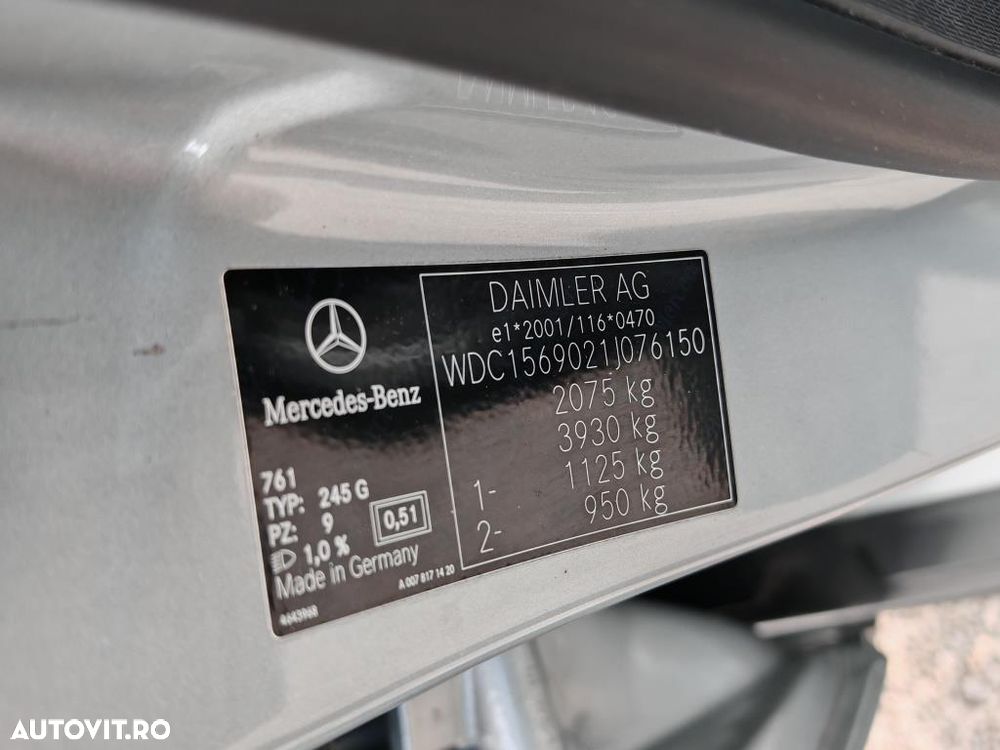 DAIMLER AG
e1*2001/116*0470
WDC1569021J076150
2075 kg
3930 kg
1- 1125 kg
2- 950 kg
Mercedes-Benz
761
TYP: 245 G
PZ: 9
0,51
1,0 %
Made in Germany
A 007 817 14 20
4643968
AUTOVIT.RO